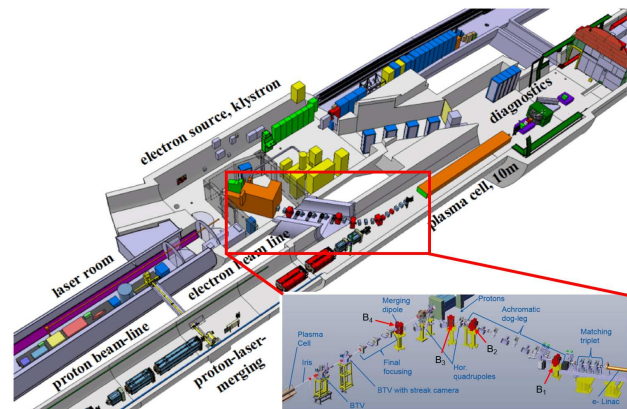 electron source, klystron
diagnostics
plasma cell, 10m
laser room
electron beam line
proton beam-line
proton-laser-
merging
Merging
dipole
Protons
Achromatic
dog-leg
B₄
Plasma
Cell
Iris
B₃
B₂
Matching
triplet
Final
focusing
Hor.
quadrupoles
BTV with streak camera
B₁
BTV
e- Linac